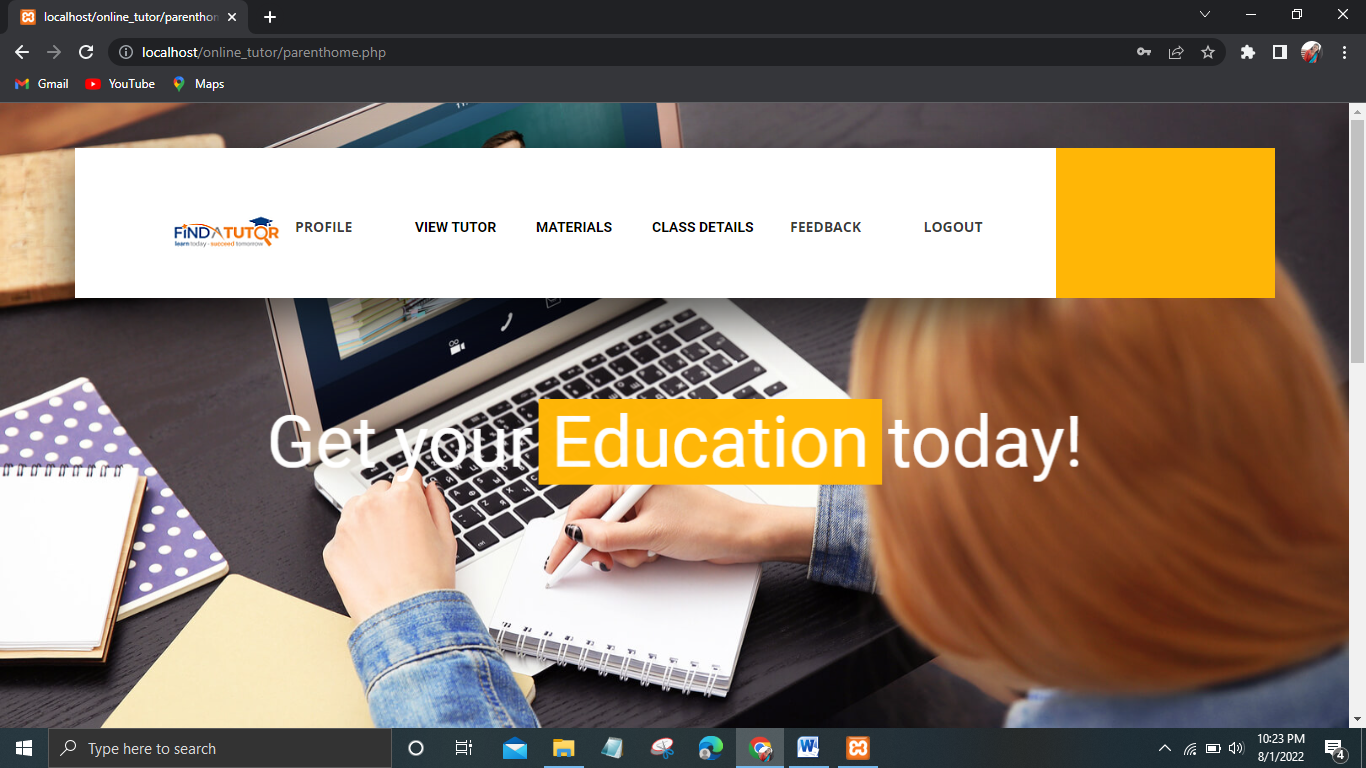 localhost/online_tutor/parenthom
localhost/online_tutor/parenthome.php
Gmail
YouTube
Maps
FINDATUTOR
learn today - succeed tomorrow
PROFILE
VIEW TUTOR
MATERIALS
CLASS DETAILS
FEEDBACK
LOGOUT
Get your Education today!
Type here to search
10:23 PM
8/1/2022
4